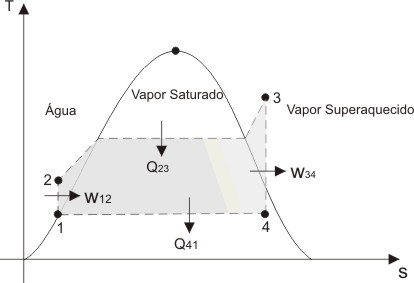 T
Vapor Saturado
3
Água
Vapor Superaquecido
Q23
2
W34
W12
1
4
Q41
s